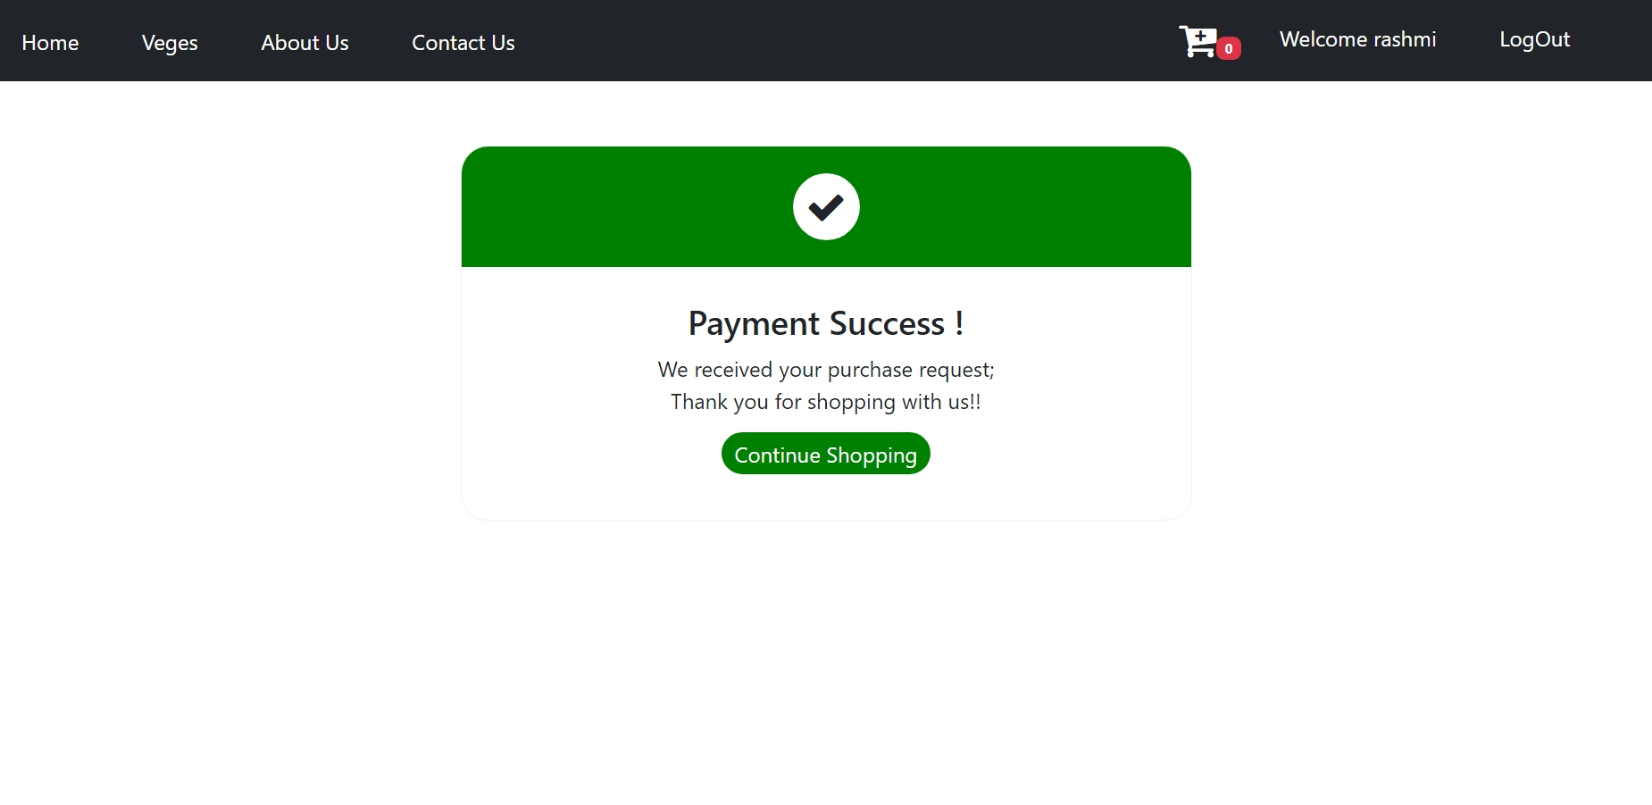 Home Veges About Us Contact Us 0 Welcome rashmi LogOut
Payment Success !
We received your purchase request;
Thank you for shopping with us!!
Continue Shopping